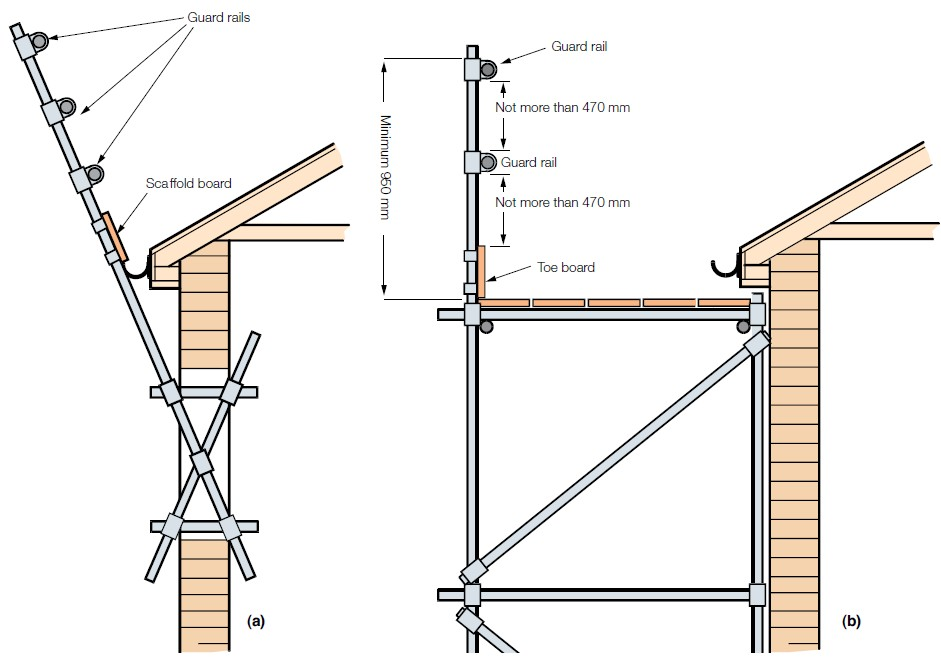 Guard rails
Scaffold board
(a)
Guard rail
Not more than 470 mm
Guard rail
Not more than 470 mm
Minimum 950 mm
Toe board
(b)